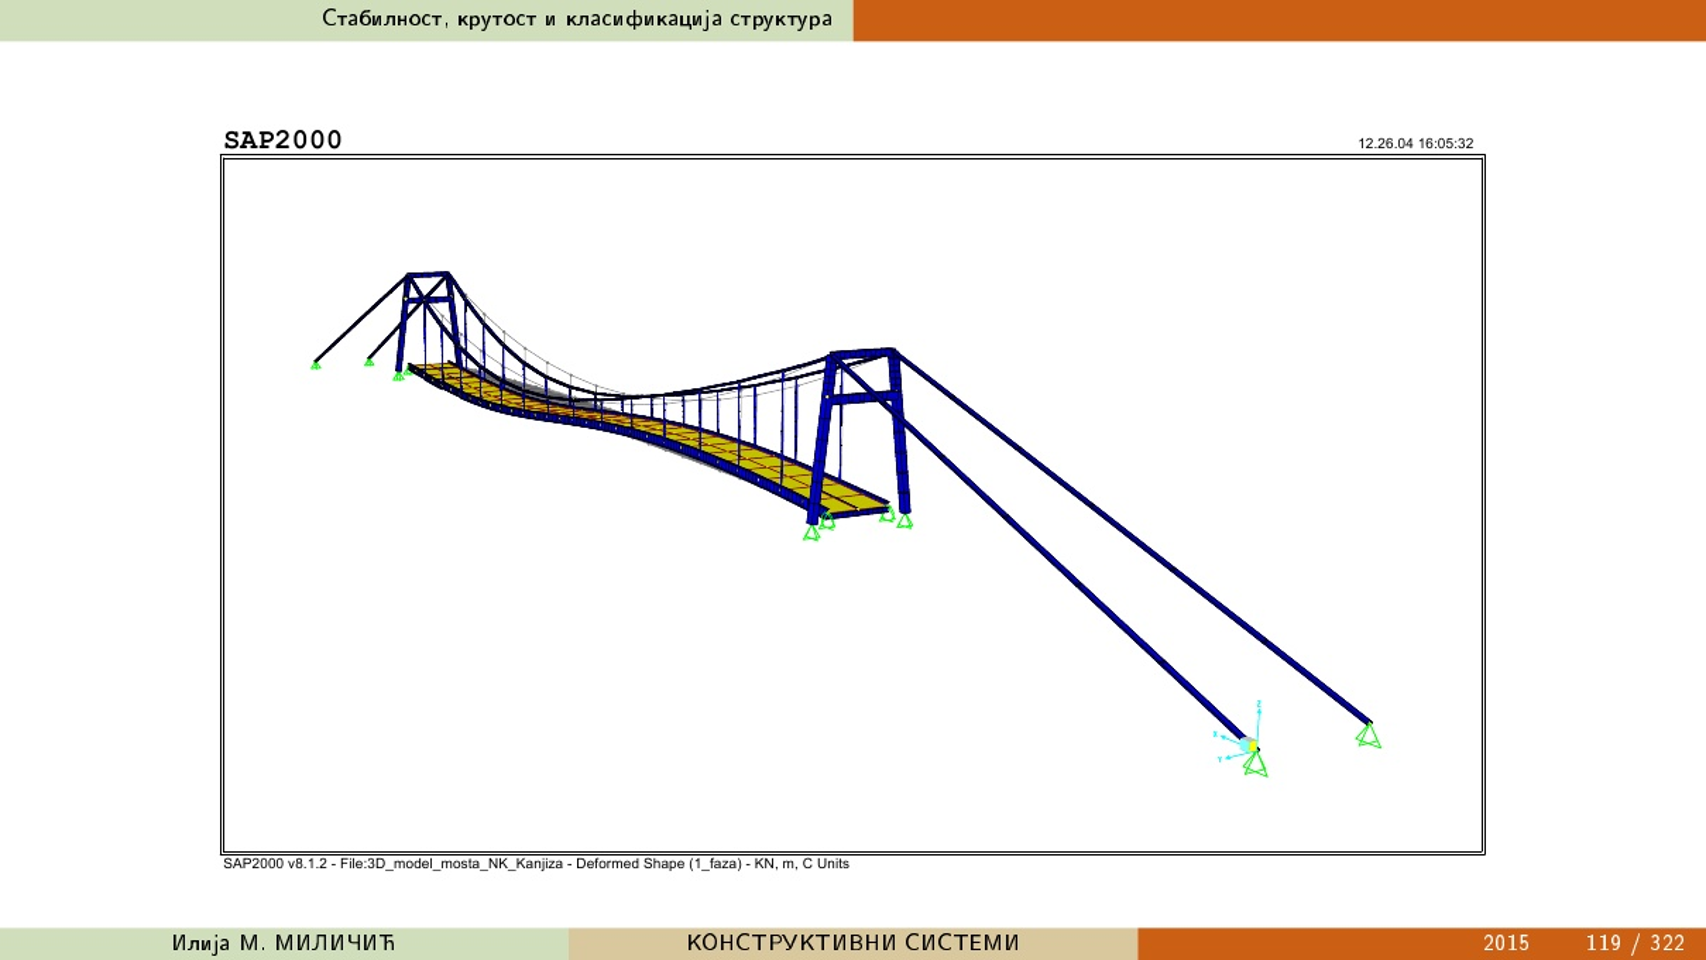 Стабилност, крутост и класификација структура
SAP2000
12.26.04 16:05:32
Z
X
Y
SAP2000 v8.1.2 - File:3D_model_mosta_NK_Kanjiza - Deformed Shape (1_faza) - KN, m, C Units
Илија М. МИЛИЧИЋ
КОНСТРУКТИВНИ СИСТЕМИ
2015
119 / 322